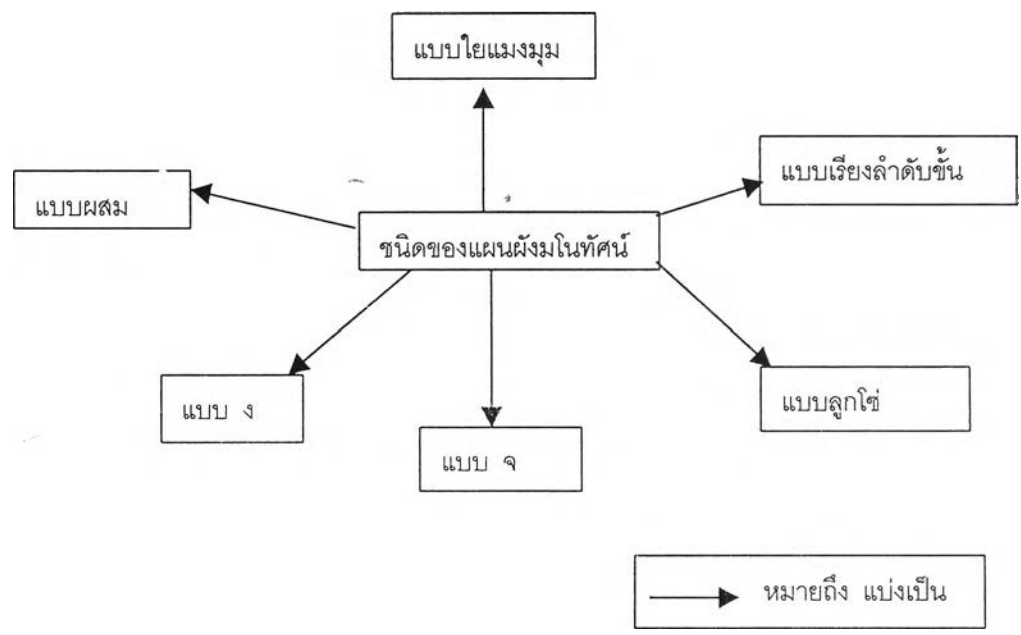 แบบใยแมงมุม
แบบเรียงลำดับขั้น
แบบผสม
ชนิดของแผนผังมโนทัศน์
แบบ ง
แบบลูกโซ่
แบบ จ
หมายถึง แบ่งเป็น